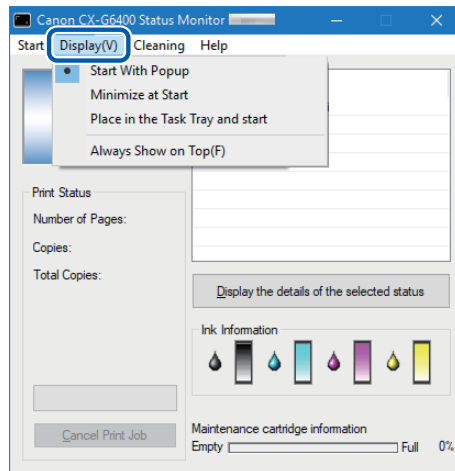 Canon CX-G6400 Status Monitor
Start Display(V) Cleaning Help
Start With Popup
Minimize at Start
Place in the Task Tray and start
Always Show on Top(F)
Print Status
Number of Pages:
Copies:
Total Copies:
Display the details of the selected status
Ink Information
Cancel Print Job
Maintenance cartridge information
Empty Full 0%